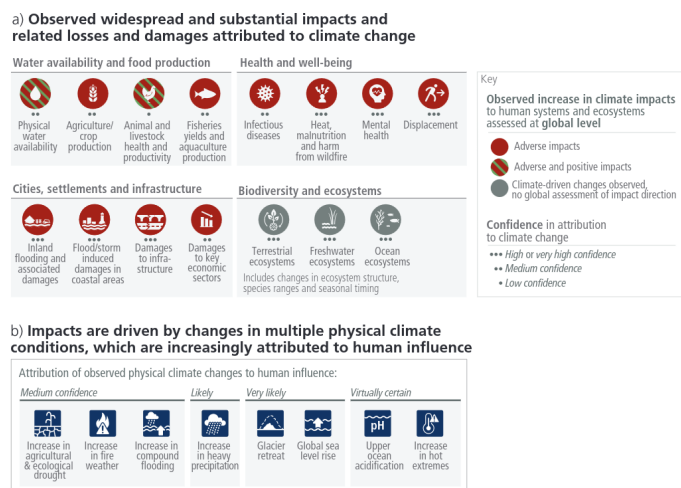 a) Observed widespread and substantial impacts and
related losses and damages attributed to climate change
Water availability and food production
Physical
water
availability
Agriculture/
crop
production
Animal and
livestock
health and
productivity
Fisheries
yields and
aquaculture
production
Health and well-being
Infectious
diseases
Heat,
malnutrition
and harm
from wildfire
Mental
health
Displacement
Cities, settlements and infrastructure
Inland
flooding and
associated
damages
Flood/storm
induced
damages in
coastal areas
Damages
to infra-
structure
Damages
to key
economic
sectors
Biodiversity and ecosystems
Terrestrial
ecosystems
Freshwater
ecosystems
Ocean
ecosystems
Includes changes in ecosystem structure,
species ranges and seasonal timing
Key
Observed increase in climate impacts
to human systems and ecosystems
assessed at global level
Adverse impacts
Adverse and positive impacts
Climate-driven changes observed,
no global assessment of impact direction
Confidence in attribution
to climate change
••• High or very high confidence
•• Medium confidence
• Low confidence
b) Impacts are driven by changes in multiple physical climate
conditions, which are increasingly attributed to human influence
Attribution of observed physical climate changes to human influence:
Medium confidence
Increase in
agricultural
& ecological
drought
Increase
in fire
weather
Increase in
compound
flooding
Likely
Increase
in heavy
precipitation
Very likely
Glacier
retreat
Global sea
level rise
Virtually certain
pH
Upper
ocean
acidification
Increase
in hot
extremes